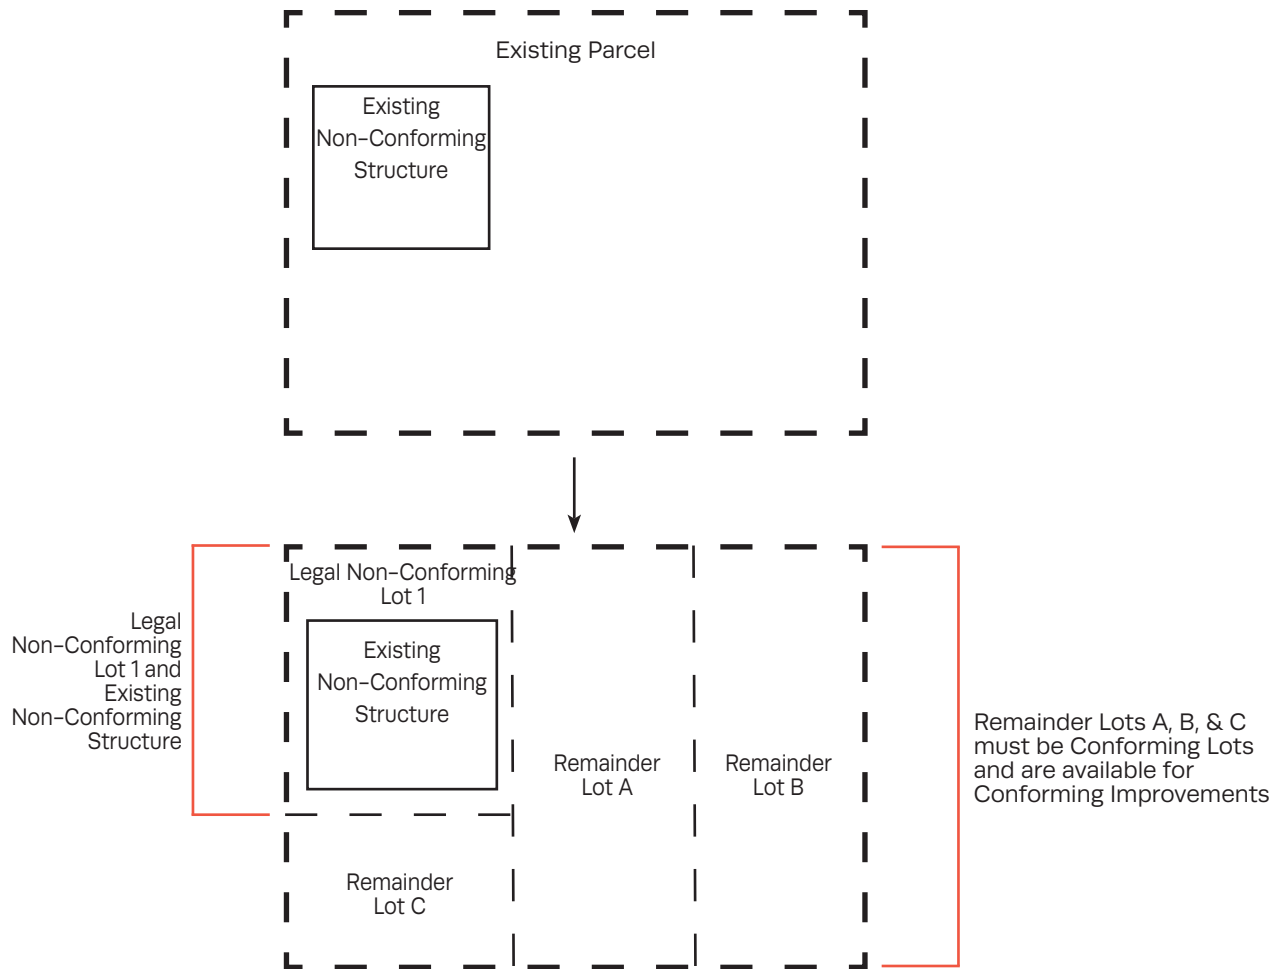 Existing Parcel
Existing
Non-Conforming
Structure
Legal Non-Conforming
Lot 1
Existing
Non-Conforming
Structure
Legal
Non-Conforming
Lot 1 and
Existing
Non-Conforming
Structure
Remainder
Lot A
Remainder
Lot B
Remainder
Lot C
Remainder Lots A, B, & C
must be Conforming Lots
and are available for
Conforming Improvements